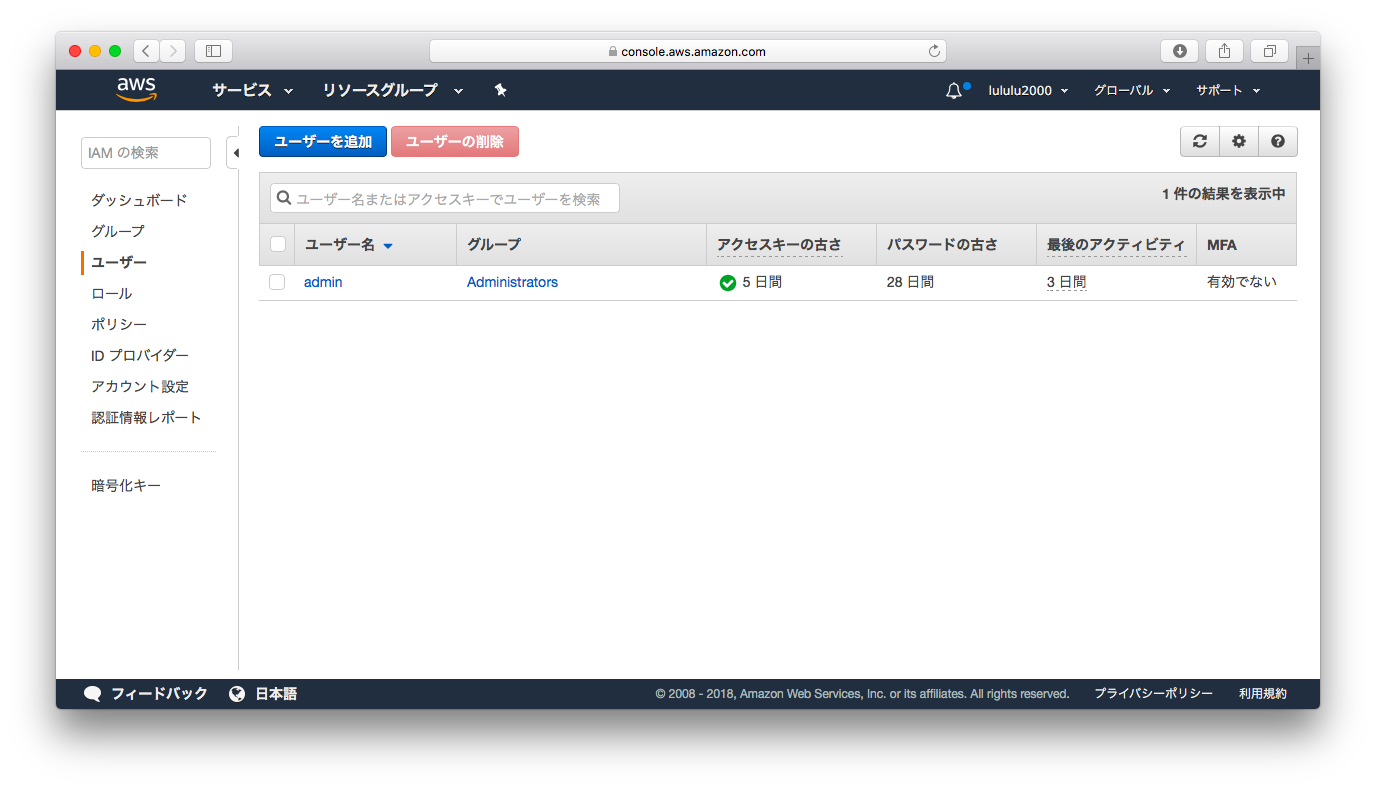 console.aws.amazon.com
aws サービス リソースグループ lululu2000 グローバル サポート
IAM の検索
ダッシュボード
グループ
ユーザー
ロール
ポリシー
ID プロバイダー
アカウント設定
認証情報レポート
暗号化キー
ユーザーを追加 ユーザーの削除
ユーザー名またはアクセスキーでユーザーを検索 1 件の結果を表示中
ユーザー名 グループ アクセスキーの古さ パスワードの古さ 最後のアクティビティ MFA
admin Administrators 5 日間 28 日間 3 日間 有効でない
フィードバック 日本語 © 2008 - 2018, Amazon Web Services, Inc. or its affiliates. All rights reserved. プライバシーポリシー 利用規約